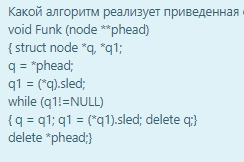 Какой алгоритм реализует приведенная
void Funk (node **phead)
{ struct node *q, *q1;
q = *phead;
q1 = (*q).sled;
while (q1!=NULL)
{ q = q1; q1 = (*q1).sled; delete q;}
delete *phead;}